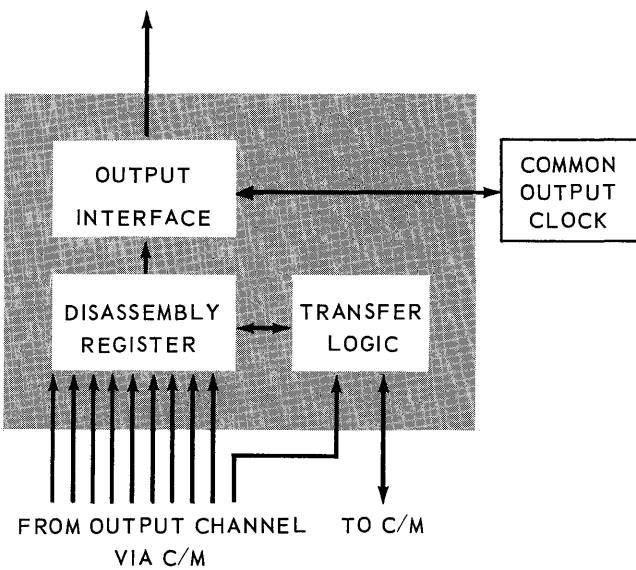 OUTPUT
INTERFACE
COMMON
OUTPUT
CLOCK
DISASSEMBLY
REGISTER
TRANSFER
LOGIC
FROM OUTPUT CHANNEL
VIA C/M
TO C/M